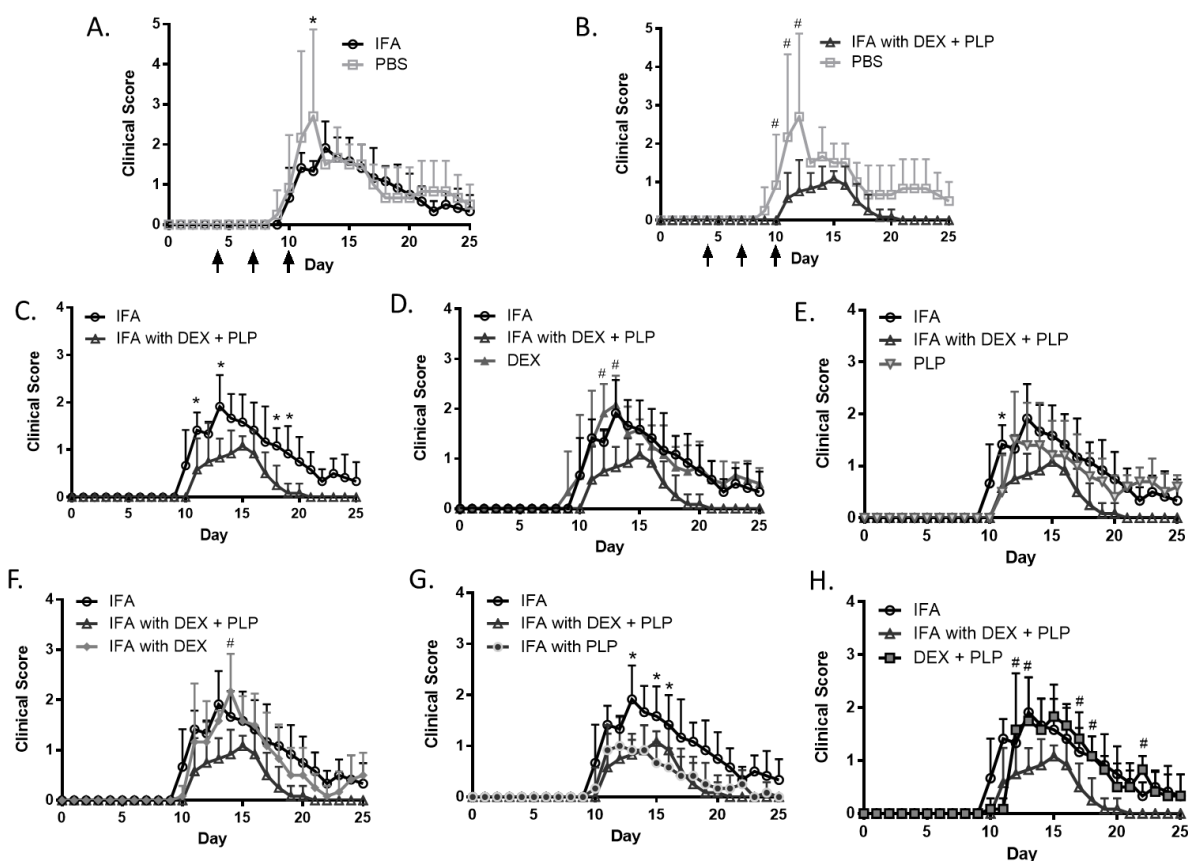 A.
IFA
PBS
*
Clinical Score
5
4
3
2
1
0
0 5 10 15 20 25
Day
B.
IFA with DEX + PLP
PBS
# # #
Clinical Score
5
4
3
2
1
0
0 5 10 15 20 25
Day
C.
IFA
IFA with DEX + PLP
* * * *
Clinical Score
4
3
2
1
0
0 5 10 15 20 25
Day
D.
IFA
IFA with DEX + PLP
DEX
# #
Clinical Score
4
3
2
1
0
0 5 10 15 20 25
Day
E.
IFA
IFA with DEX + PLP
PLP
*
Clinical Score
4
3
2
1
0
0 5 10 15 20 25
Day
F.
IFA
IFA with DEX + PLP
IFA with DEX
#
Clinical Score
4
3
2
1
0
0 5 10 15 20 25
Day
G.
IFA
IFA with DEX + PLP
IFA with PLP
* * *
Clinical Score
4
3
2
1
0
0 5 10 15 20 25
Day
H.
IFA
IFA with DEX + PLP
DEX + PLP
# # # # #
Clinical Score
4
3
2
1
0
0 5 10 15 20 25
Day